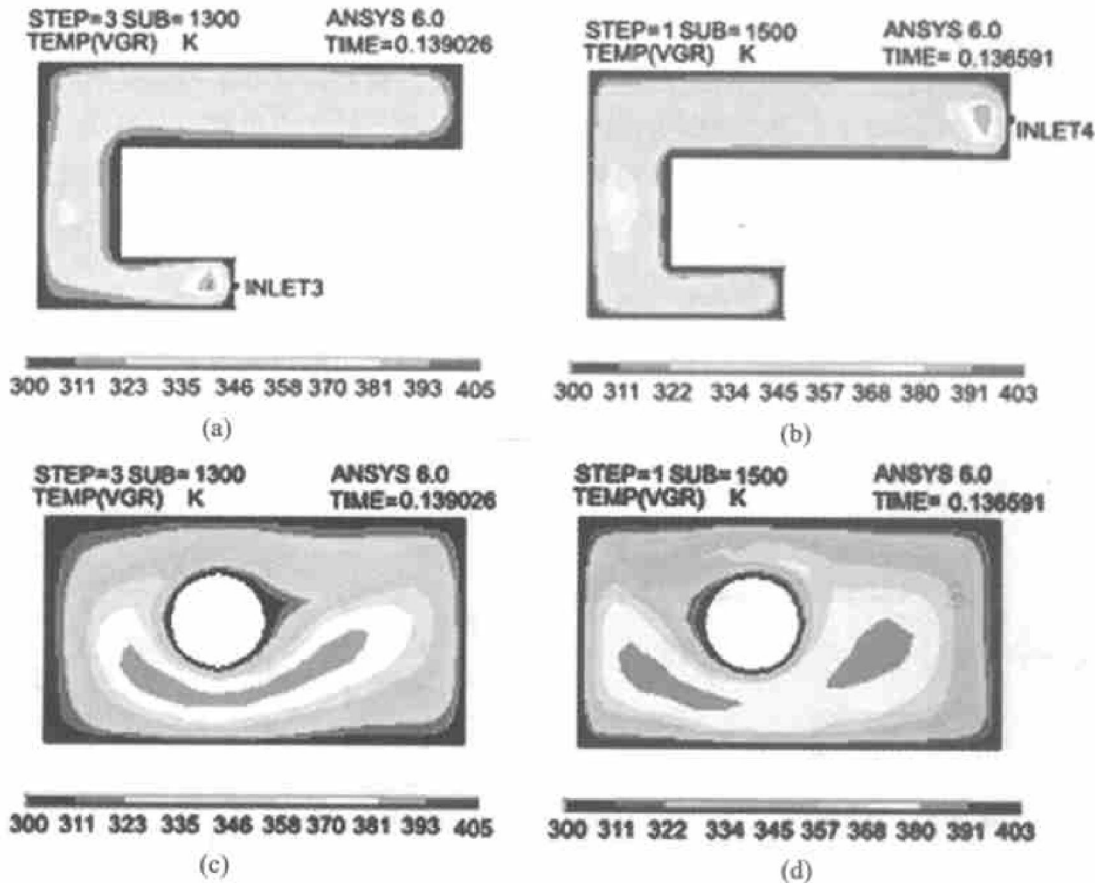 STEP=3 SUB= 1300 ANSYS 6.0
TEMP(VGR) K TIME=0.139026
INLET3
300 311 323 335 346 358 370 381 393 405
(a)
STEP=1 SUB= 1500 ANSYS 6.0
TEMP(VGR) K TIME= 0.136591
INLET4
300 311 322 334 345 357 368 380 391 403
(b)
STEP=3 SUB= 1300 ANSYS 6.0
TEMP(VGR) K TIME=0.139026
300 311 323 335 346 358 370 381 393 405
(c)
STEP=1 SUB= 1500 ANSYS 6.0
TEMP(VGR) K TIME=0.136591
300 311 322 334 345 357 368 380 391 403
(d)